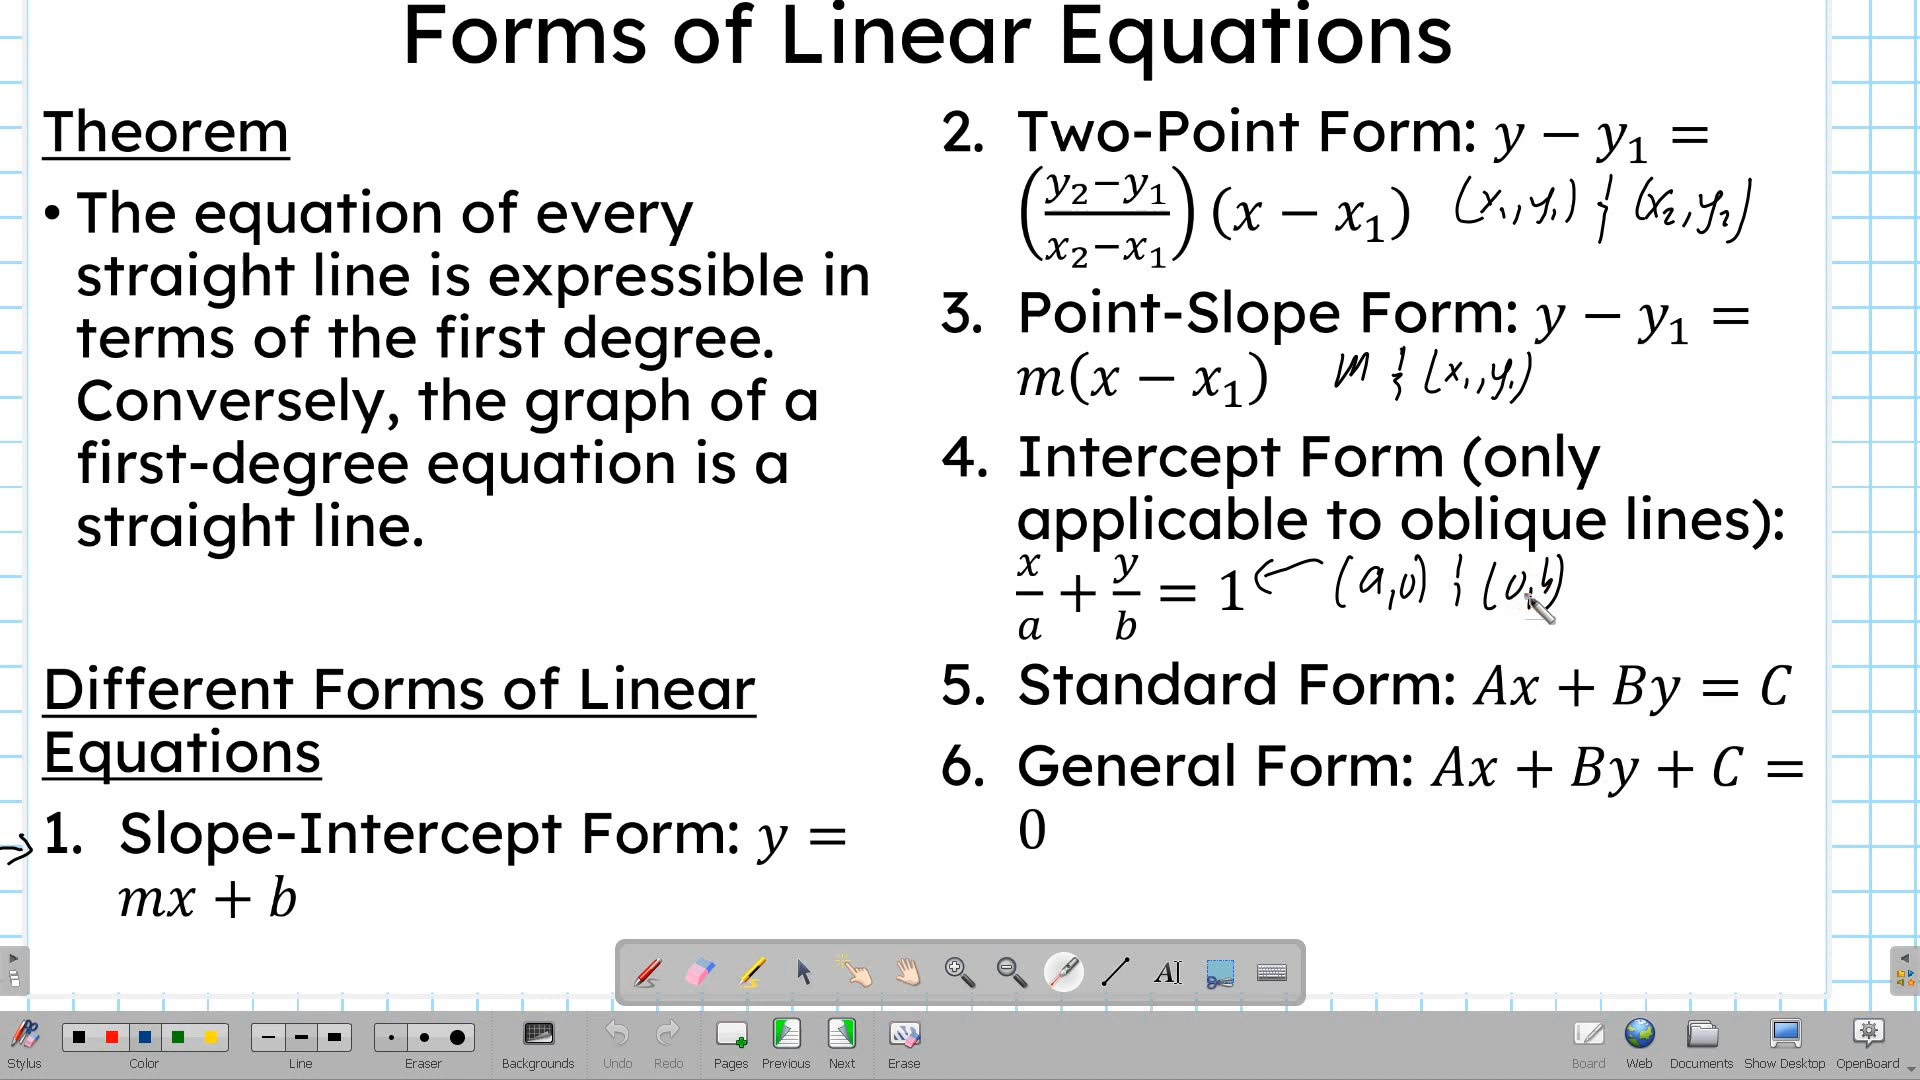 Forms of Linear Equations
Theorem
• The equation of every
straight line is expressible in
terms of the first degree.
Conversely, the graph of a
first-degree equation is a
straight line.
Different Forms of Linear
Equations
1. Slope-Intercept Form: y =
mx + b
2. Two-Point Form: y − y₁ =
((y₂−y₁)/(x₂−x₁)) (x − x₁) (x₁,y₁) & (x₂,y₂)
3. Point-Slope Form: y − y₁ =
m(x − x₁) m & (x₁,y₁)
4. Intercept Form (only
applicable to oblique lines):
x/a + y/b = 1 ← (a,0) & (0,b)
5. Standard Form: Ax + By = C
6. General Form: Ax + By + C =
0
Stylus Color Line Eraser Backgrounds Undo Redo Pages Previous Next Erase Board Web Documents Show Desktop OpenBoard